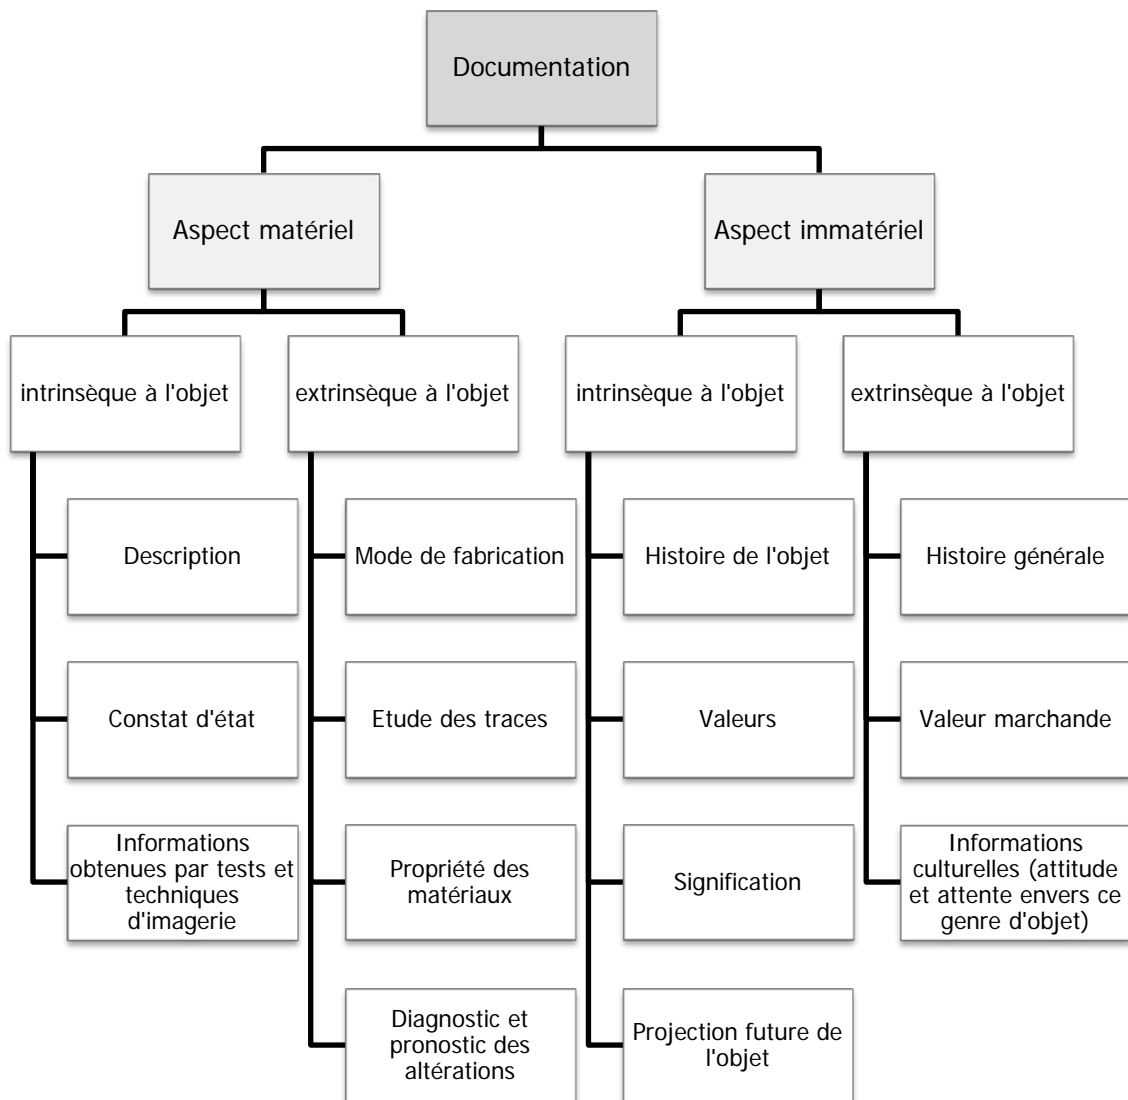 Documentation
Aspect matériel
Aspect immatériel
intrinsèque à l'objet
extrinsèque à l'objet
intrinsèque à l'objet
extrinsèque à l'objet
Description
Mode de fabrication
Histoire de l'objet
Histoire générale
Constat d'état
Etude des traces
Valeurs
Valeur marchande
Informations
obtenues par tests et
techniques
d'imagerie
Propriété des
matériaux
Signification
Informations
culturelles (attitude
et attente envers ce
genre d'objet)
Diagnostic et
pronostic des
altérations
Projection future de
l'objet